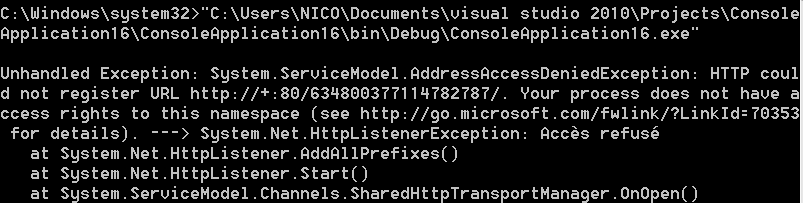 C:\Windows\system32>"C:\Users\NICO\Documents\visual studio 2010\Projects\Console
Application16\ConsoleApplication16\bin\Debug\ConsoleApplication16.exe"
Unhandled Exception: System.ServiceModel.AddressAccessDeniedException: HTTP coul
d not register URL http://+:80/634800377114782787/. Your process does not have a
ccess rights to this namespace (see http://go.microsoft.com/fwlink/?LinkId=70353
 for details). ---> System.Net.HttpListenerException: Accès refusé
   at System.Net.HttpListener.AddAllPrefixes()
   at System.Net.HttpListener.Start()
   at System.ServiceModel.Channels.SharedHttpTransportManager.OnOpen()